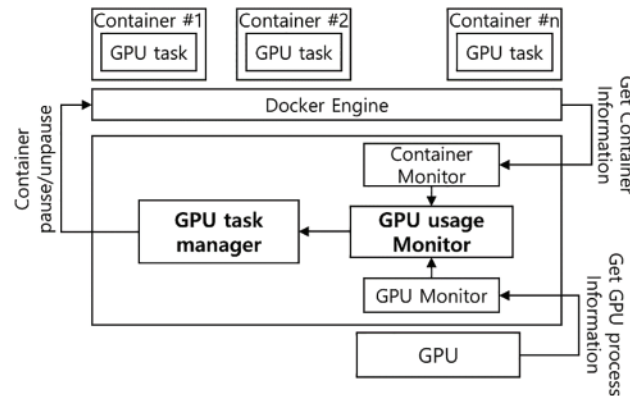 Container #1
GPU task
Container #2
GPU task
Container #n
GPU task
Docker Engine
Container
pause/unpause
Get Container
Information
Container
Monitor
GPU task
manager
GPU usage
Monitor
GPU Monitor
Get GPU process
Information
GPU